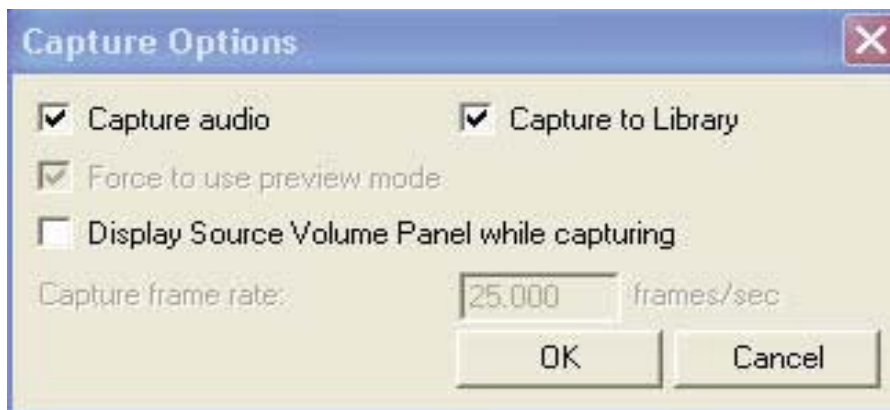 Capture Options
Capture audio Capture to Library
Force to use preview mode
Display Source Volume Panel while capturing
Capture frame rate: 25.000 frames/sec
OK Cancel